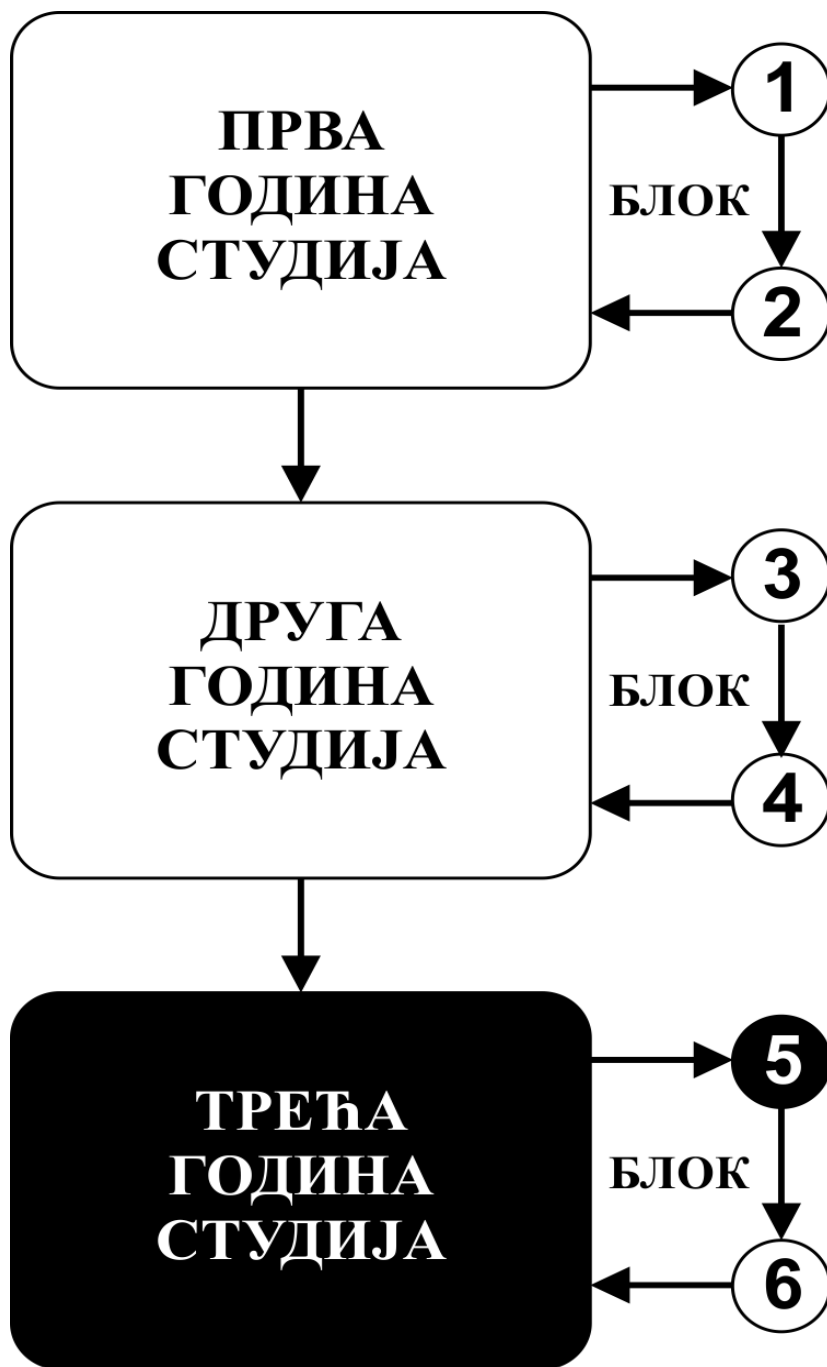 ПРВА
ГОДИНА
СТУДИЈА
1
БЛОК
2
ДРУГА
ГОДИНА
СТУДИЈА
3
БЛОК
4
ТРЕЋА
ГОДИНА
СТУДИЈА
5
БЛОК
6